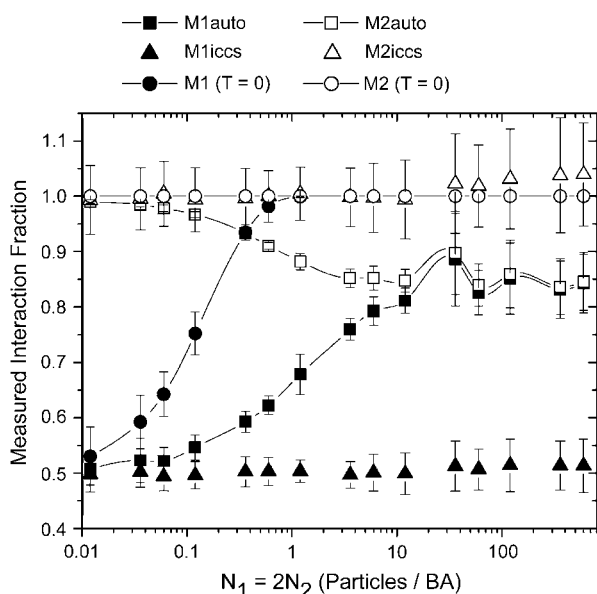 M1auto M2auto
M1iccs M2iccs
M1 (T = 0) M2 (T = 0)
1.1
1.0
0.9
0.8
0.7
0.6
0.5
0.4
Measured Interaction Fraction
0.01 0.1 1 10 100
N1 = 2N2 (Particles / BA)